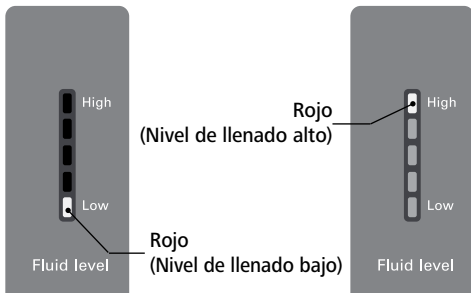 High
Low
Fluid level
Rojo
(Nivel de llenado bajo)
Rojo
(Nivel de llenado alto)
High
Low
Fluid level